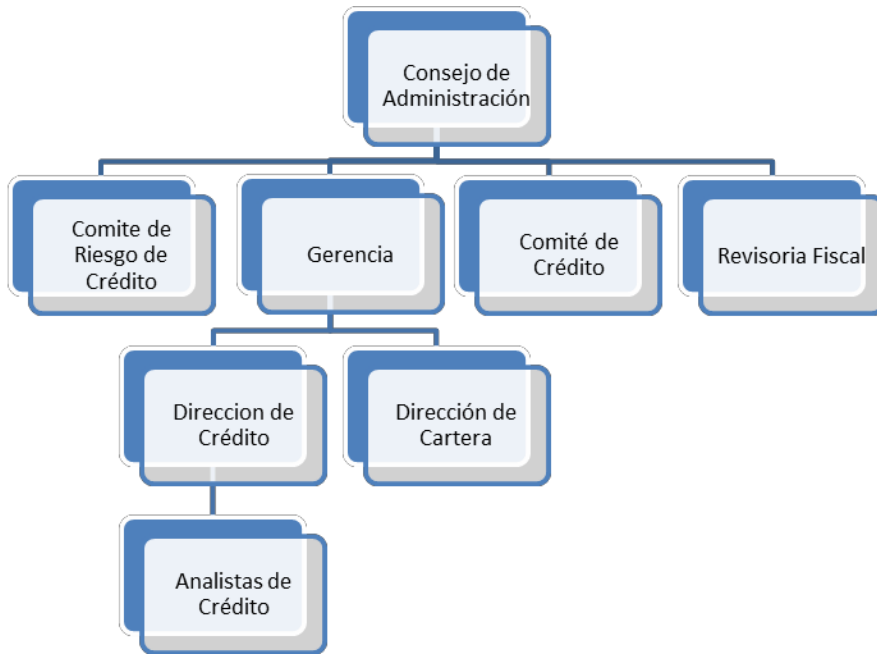 Consejo de
Administración
Comite de
Riesgo de
Crédito
Gerencia
Comité de
Crédito
Revisoria Fiscal
Direccion de
Crédito
Dirección de
Cartera
Analistas de
Crédito